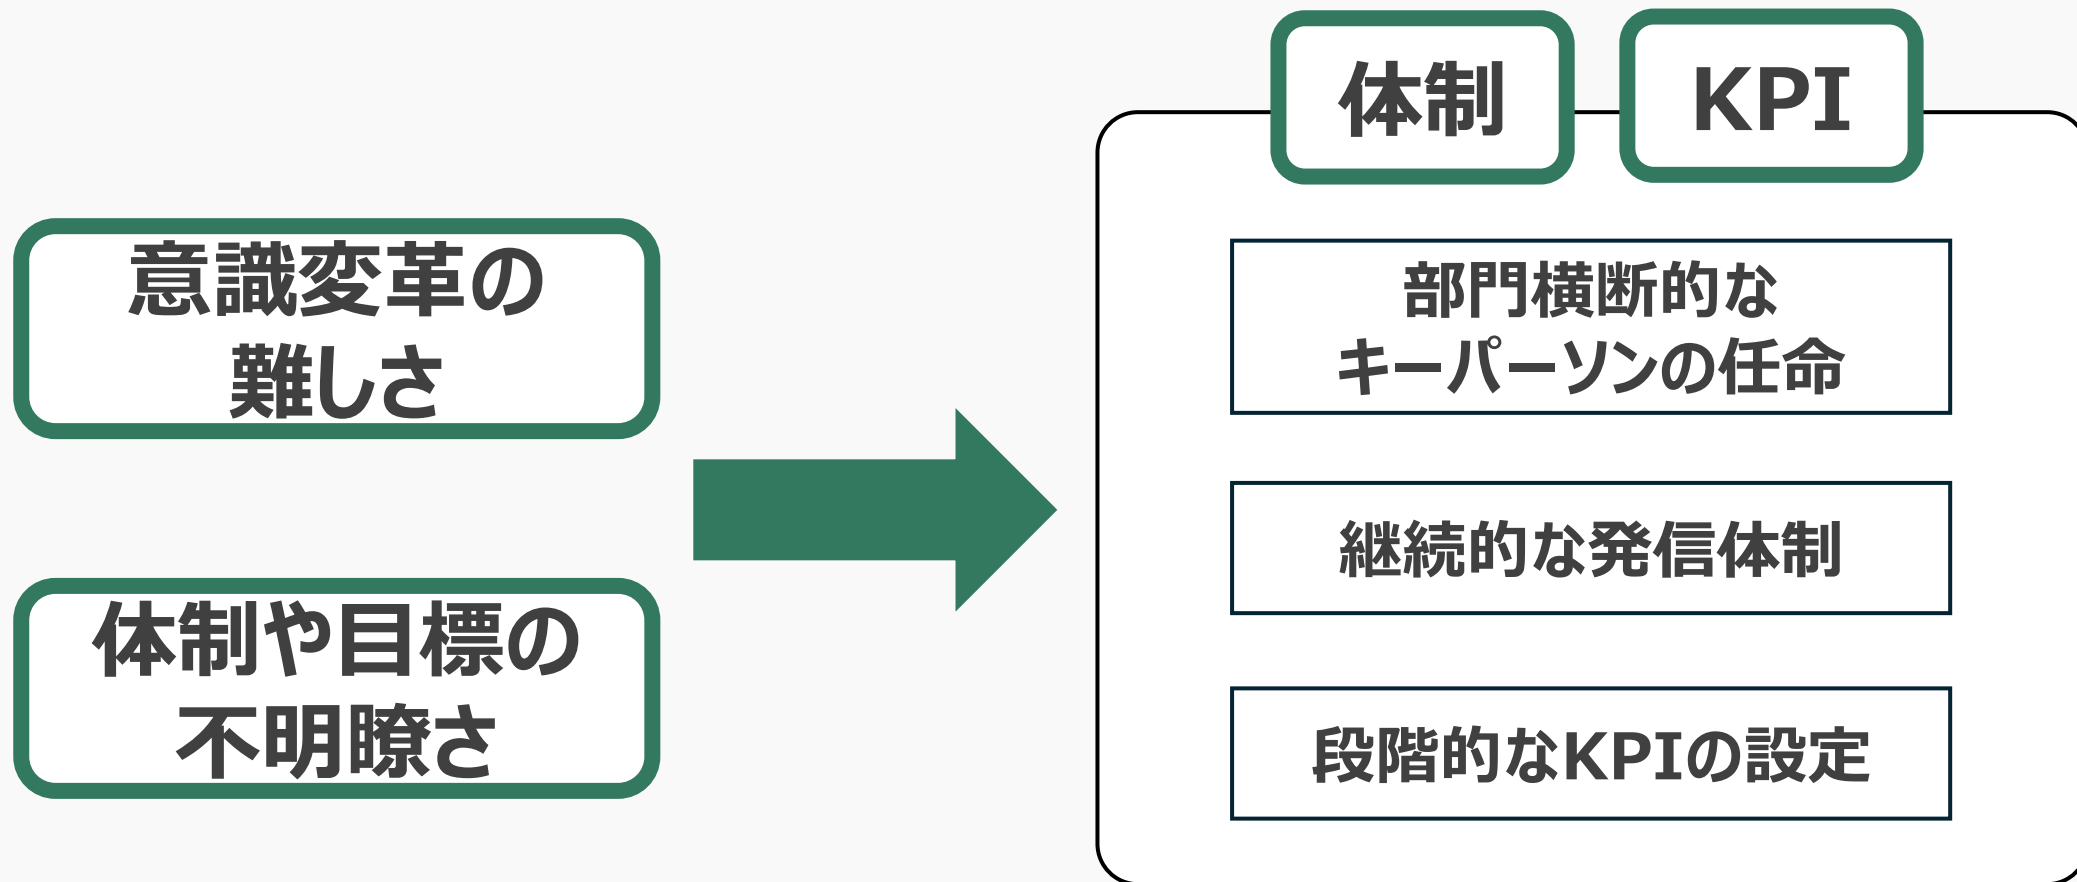 意識変革の
難しさ
体制や目標の
不明瞭さ
体制
KPI
部門横断的な
キーパーソンの任命
継続的な発信体制
段階的なKPIの設定